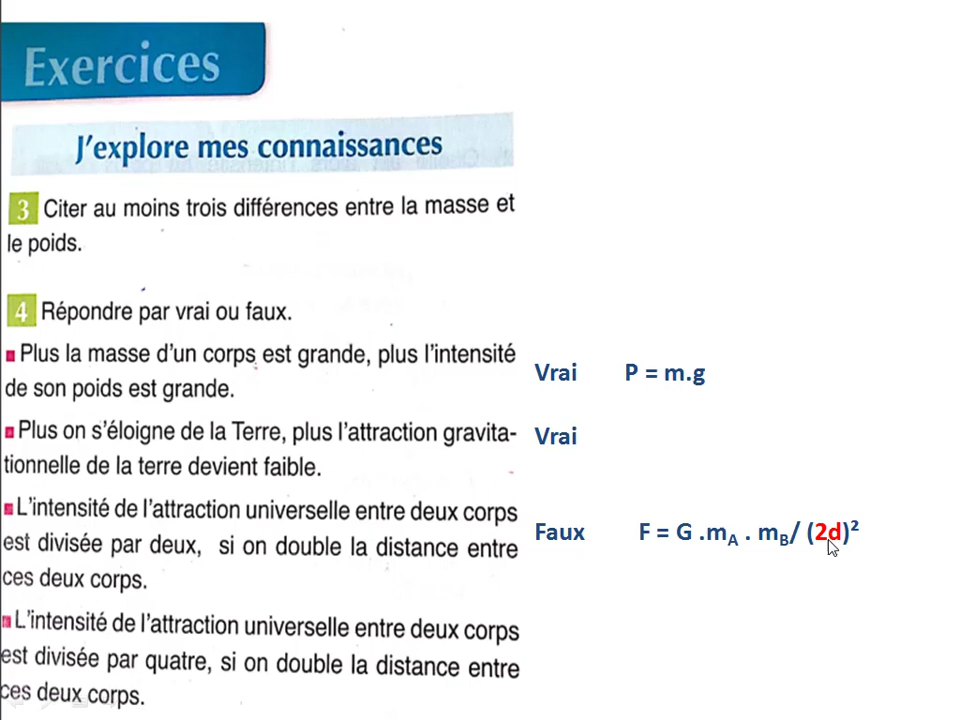 Exercices
J'explore mes connaissances
3 Citer au moins trois différences entre la masse et
le poids.
4 Répondre par vrai ou faux.
Plus la masse d'un corps est grande, plus l'intensité
de son poids est grande.
Vrai P = m.g
Plus on s'éloigne de la Terre, plus l'attraction gravita-
tionnelle de la terre devient faible.
Vrai
L'intensité de l'attraction universelle entre deux corps
est divisée par deux, si on double la distance entre
ces deux corps.
Faux F = G .mA . mB/ (2d)²
L'intensité de l'attraction universelle entre deux corps
est divisée par quatre, si on double la distance entre
ces deux corps.